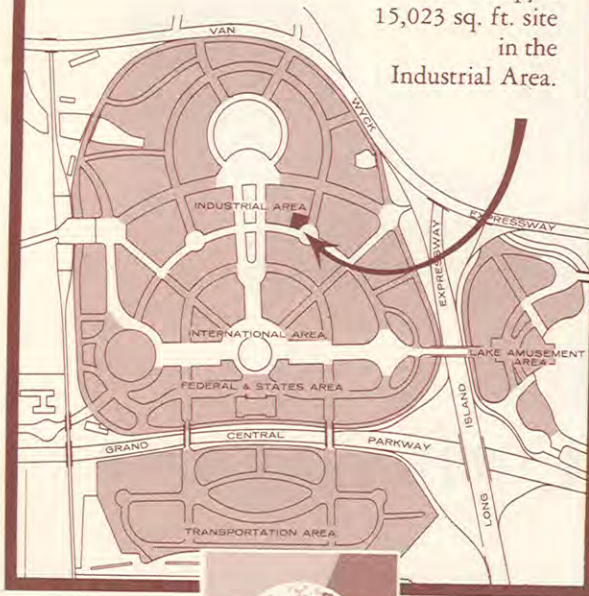 15,023 sq. ft. site
in the
Industrial Area.
VAN
WYCK
EXPRESSWAY
INDUSTRIAL AREA
EXPRESSWAY
INTERNATIONAL AREA
LAKE AMUSEMENT
AREA
FEDERAL & STATES AREA
ISLAND
GRAND
CENTRAL
PARKWAY
LONG
TRANSPORTATION AREA